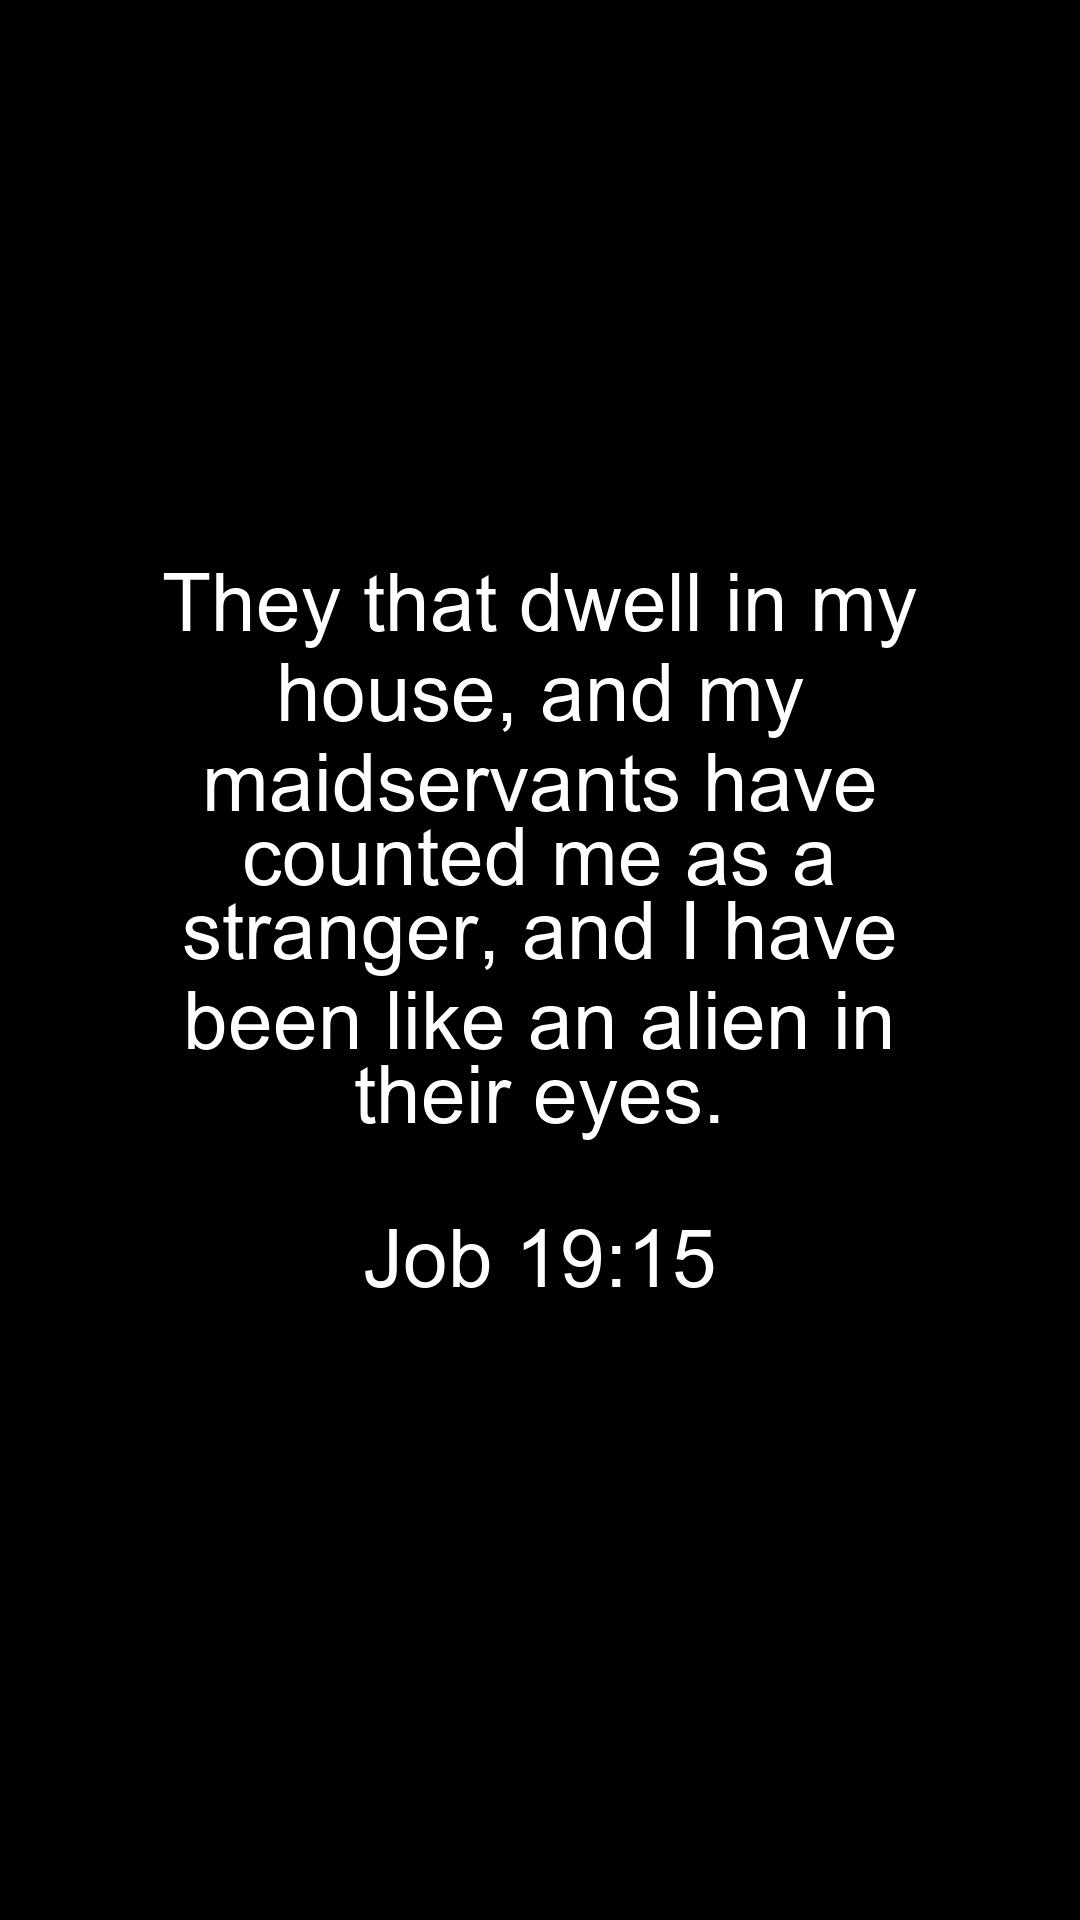 They that dwell in my
house, and my
maidservants have
counted me as a
stranger, and I have
been like an alien in
their eyes.
Job 19:15